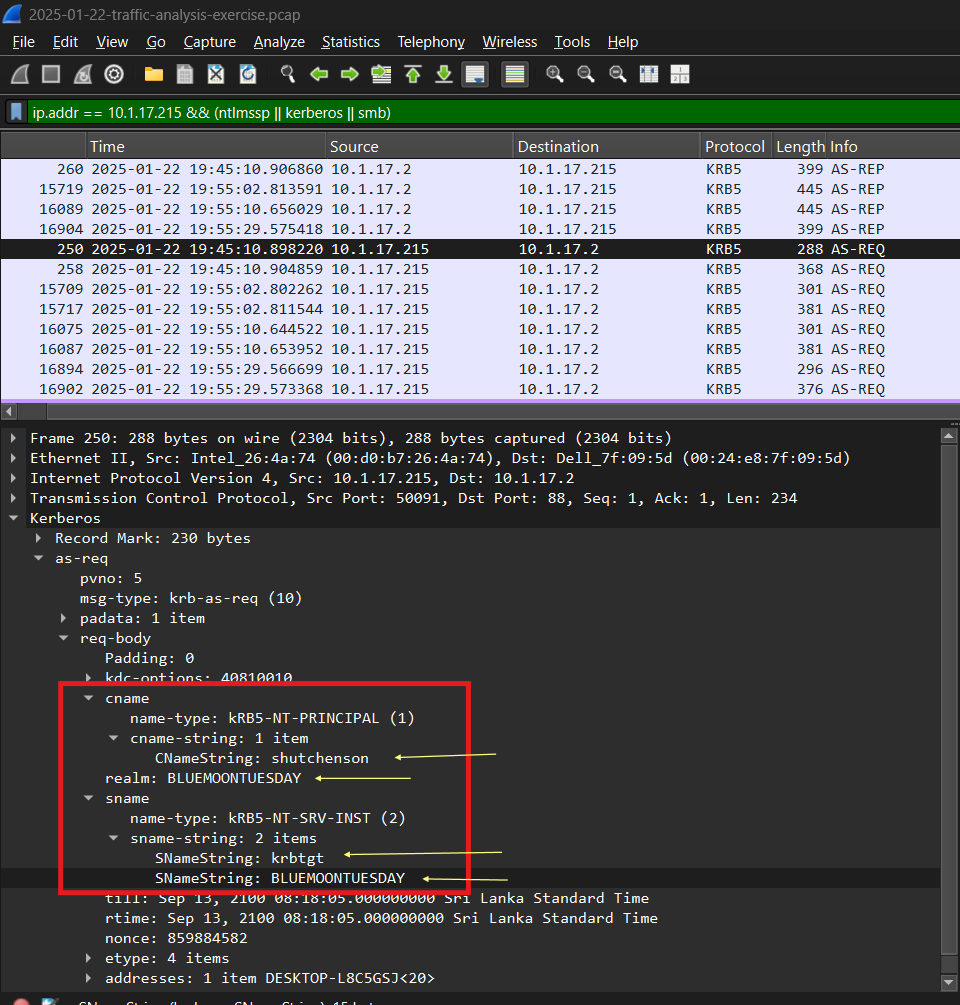 2025-01-22-traffic-analysis-exercise.pcap
File Edit View Go Capture Analyze Statistics Telephony Wireless Tools Help
ip.addr == 10.1.17.215 && (ntlmssp || kerberos || smb)
Time Source Destination Protocol Length Info
260 2025-01-22 19:45:10.906860 10.1.17.2 10.1.17.215 KRB5 399 AS-REP
15719 2025-01-22 19:55:02.813591 10.1.17.2 10.1.17.215 KRB5 445 AS-REP
16089 2025-01-22 19:55:10.656029 10.1.17.2 10.1.17.215 KRB5 445 AS-REP
16904 2025-01-22 19:55:29.575418 10.1.17.2 10.1.17.215 KRB5 399 AS-REP
250 2025-01-22 19:45:10.898220 10.1.17.215 10.1.17.2 KRB5 288 AS-REQ
258 2025-01-22 19:45:10.904859 10.1.17.215 10.1.17.2 KRB5 368 AS-REQ
15709 2025-01-22 19:55:02.802262 10.1.17.215 10.1.17.2 KRB5 301 AS-REQ
15717 2025-01-22 19:55:02.811544 10.1.17.215 10.1.17.2 KRB5 381 AS-REQ
16075 2025-01-22 19:55:10.644522 10.1.17.215 10.1.17.2 KRB5 301 AS-REQ
16087 2025-01-22 19:55:10.653952 10.1.17.215 10.1.17.2 KRB5 381 AS-REQ
16894 2025-01-22 19:55:29.566699 10.1.17.215 10.1.17.2 KRB5 296 AS-REQ
16902 2025-01-22 19:55:29.573368 10.1.17.215 10.1.17.2 KRB5 376 AS-REQ
Frame 250: 288 bytes on wire (2304 bits), 288 bytes captured (2304 bits)
Ethernet II, Src: Intel_26:4a:74 (00:d0:b7:26:4a:74), Dst: Dell_7f:09:5d (00:24:e8:7f:09:5d)
Internet Protocol Version 4, Src: 10.1.17.215, Dst: 10.1.17.2
Transmission Control Protocol, Src Port: 50091, Dst Port: 88, Seq: 1, Ack: 1, Len: 234
Kerberos
Record Mark: 230 bytes
as-req
pvno: 5
msg-type: krb-as-req (10)
padata: 1 item
req-body
Padding: 0
kdc-options: 40810010
cname
name-type: kRB5-NT-PRINCIPAL (1)
cname-string: 1 item
CNameString: shutchenson
realm: BLUEMOONTUESDAY
sname
name-type: kRB5-NT-SRV-INST (2)
sname-string: 2 items
SNameString: krbtgt
SNameString: BLUEMOONTUESDAY
till: Sep 13, 2100 08:18:05.000000000 Sri Lanka Standard Time
rtime: Sep 13, 2100 08:18:05.000000000 Sri Lanka Standard Time
nonce: 859884582
etype: 4 items
addresses: 1 item DESKTOP-L8C5GSJ<20>